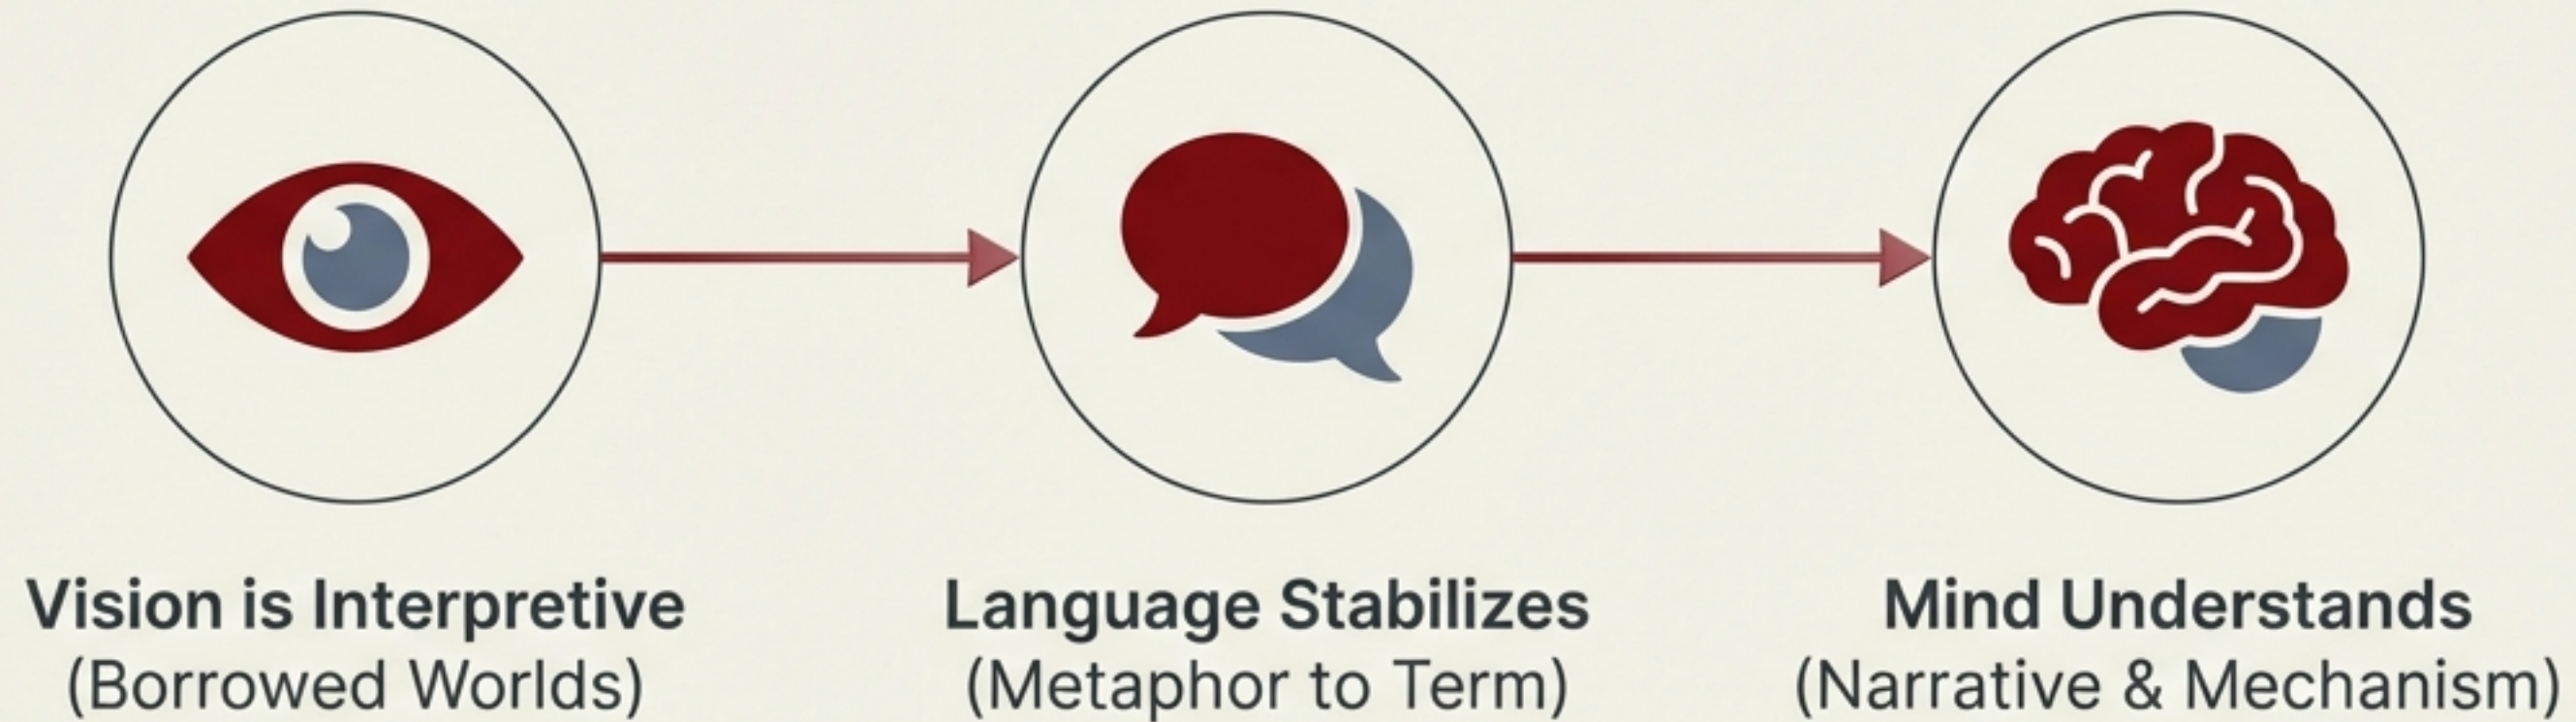 Vision is Interpretive
(Borrowed Worlds)
Language Stabilizes
(Metaphor to Term)
Mind Understands
(Narrative & Mechanism)